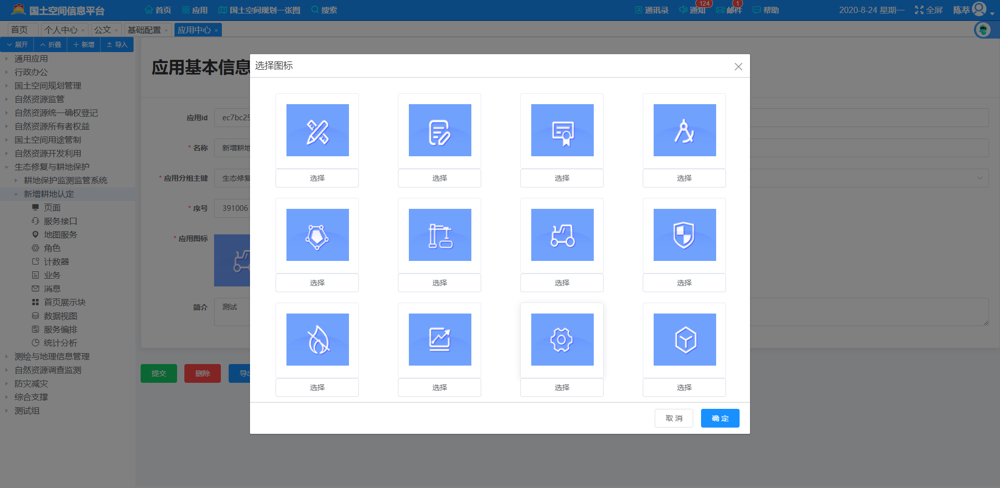 国土空间信息平台 首页 应用 国土空间规划一张图 搜索 通讯录 通知 124 邮件 1 帮助 2020-8-24 星期一 全屏 陈萃
首页 个人中心 × 公文 × 基础配置 × 应用中心 ×
展开 折叠 新增 导入
通用应用
行政办公
国土空间规划管理
自然资源监管
自然资源统一确权登记
自然资源所有者权益
国土空间用途管制
自然资源开发利用
生态修复与耕地保护
耕地保护监测监管系统
新增耕地认定
页面
服务接口
地图服务
角色
计数器
业务
消息
首页展示块
数据视图
服务编排
统计分析
测绘与地理信息管理
自然资源调查监测
防灾减灾
综合支撑
测试组
应用基本信息
应用id ec7bc25
* 名称 新增耕地
* 应用分组主键 生态修复
* 序号 391006
* 应用图标
简介 测试
提交 删除 导出
选择图标
选择 选择 选择 选择
选择 选择 选择 选择
选择 选择 选择 选择
取消 确定